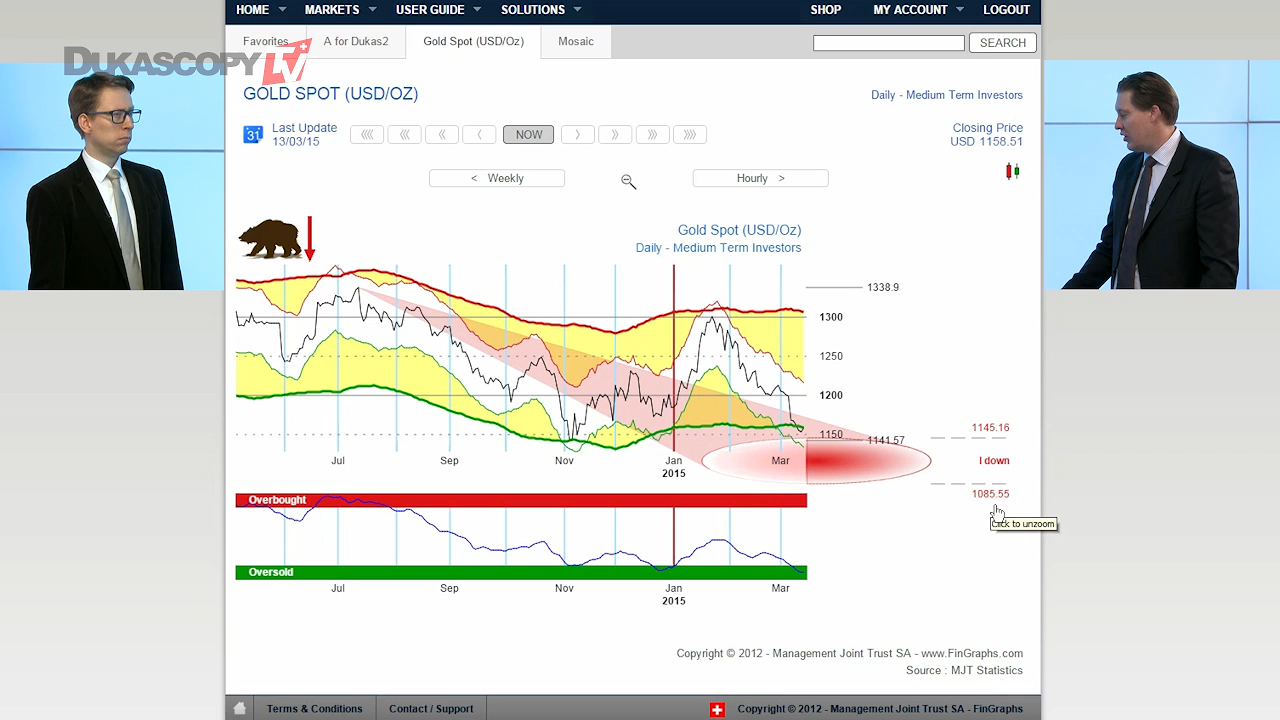 HOME MARKETS USER GUIDE SOLUTIONS SHOP MY ACCOUNT LOGOUT
Favorites A for Dukas2 Gold Spot (USD/Oz) Mosaic SEARCH
DUKASCOPY TV
GOLD SPOT (USD/OZ)
Daily - Medium Term Investors
31 Last Update
13/03/15
NOW
Closing Price
USD 1158.51
< Weekly
Hourly >
Gold Spot (USD/Oz)
Daily - Medium Term Investors
1338.9
1300
1250
1200
1150
1141.57
1145.16
I down
1085.55
Jul Sep Nov Jan Mar
2015
Click to unzoom
Overbought
Oversold
Jul Sep Nov Jan Mar
2015
Copyright © 2012 - Management Joint Trust SA - www.FinGraphs.com
Source : MJT Statistics
Terms & Conditions Contact / Support Copyright © 2012 - Management Joint Trust SA - FinGraphs